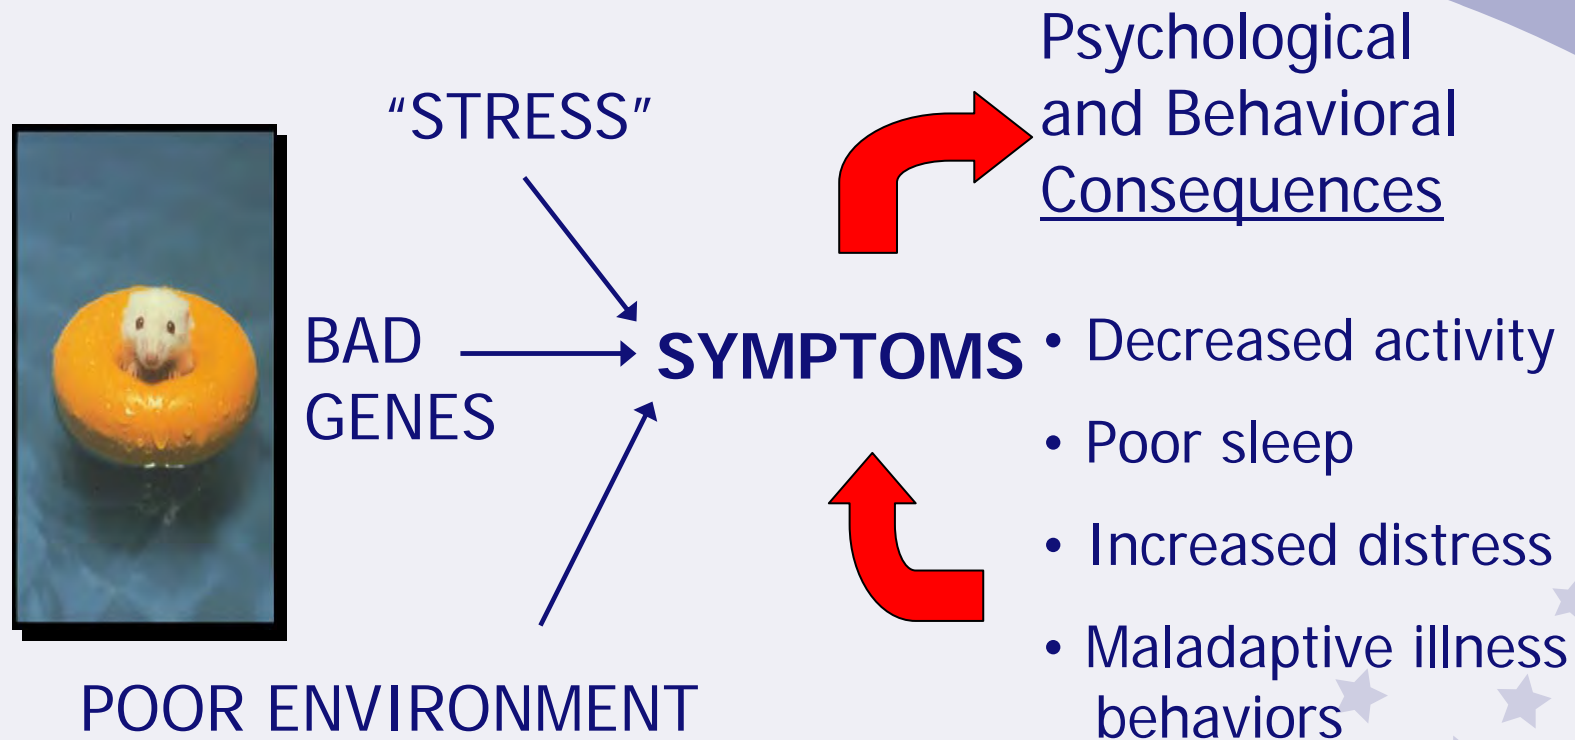 “STRESS”
BAD
GENES
POOR ENVIRONMENT
SYMPTOMS
Psychological
and Behavioral
Consequences
• Decreased activity
• Poor sleep
• Increased distress
• Maladaptive illness
behaviors